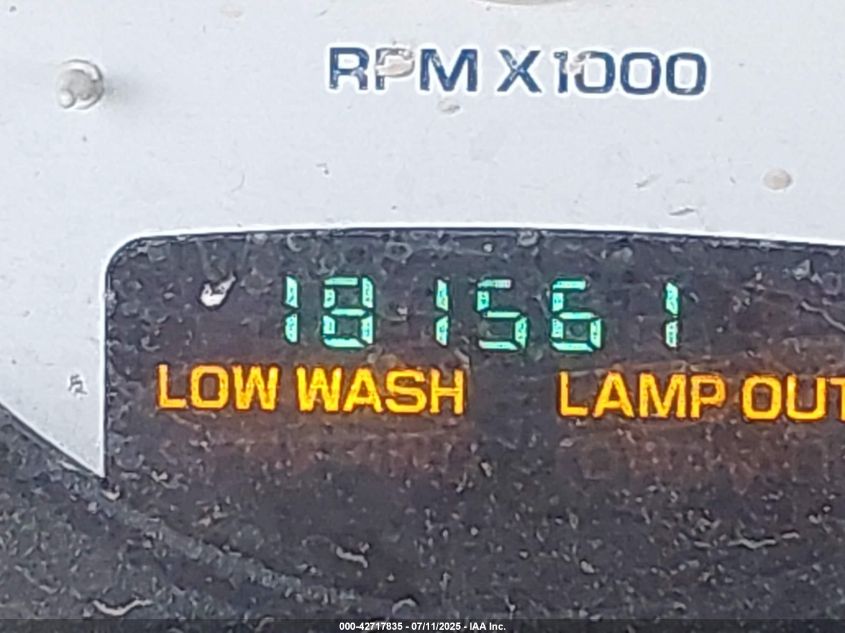 RPM X1000
181561
LOW WASH LAMP OUT
000-42717835 - 07/11/2025 - IAA Inc.